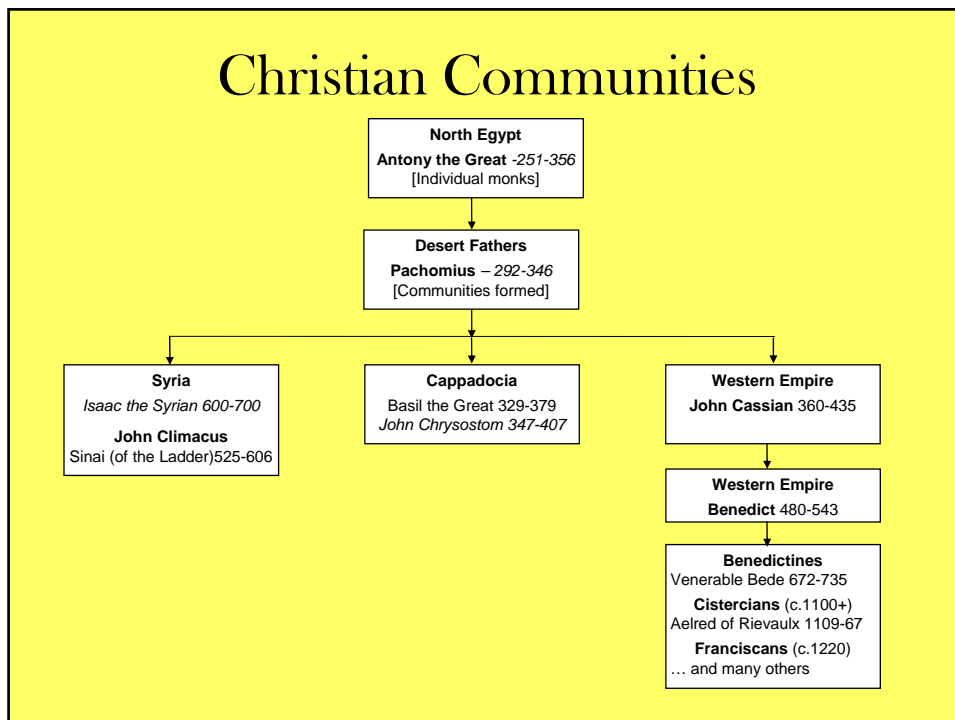 Christian Communities
North Egypt
Antony the Great -251-356
[Individual monks]
Desert Fathers
Pachomius – 292-346
[Communities formed]
Syria
Isaac the Syrian 600-700
John Climacus
Sinai (of the Ladder)525-606
Cappadocia
Basil the Great 329-379
John Chrysostom 347-407
Western Empire
John Cassian 360-435
Western Empire
Benedict 480-543
Benedictines
Venerable Bede 672-735
Cistercians (c.1100+)
Aelred of Rievaulx 1109-67
Franciscans (c.1220)
… and many others